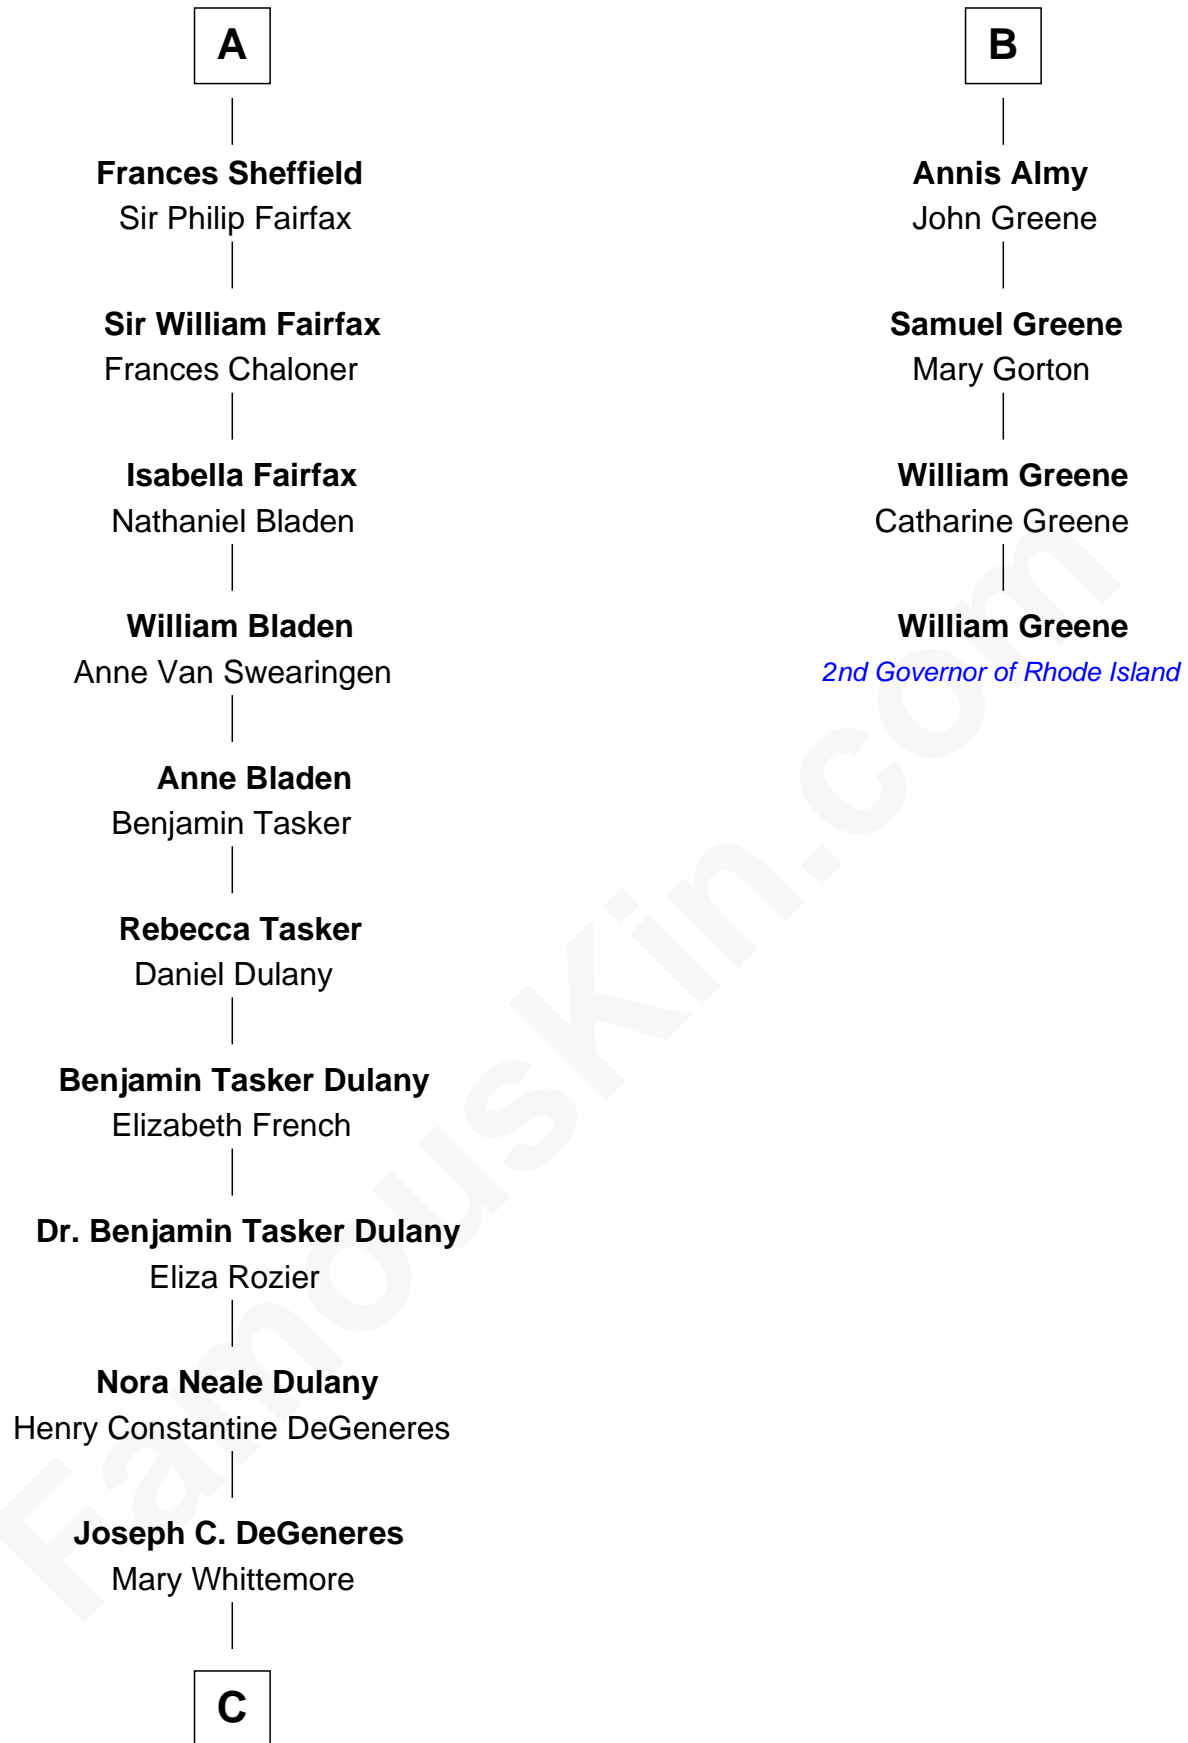 A
Frances Sheffield
Sir Philip Fairfax
Sir William Fairfax
Frances Chaloner
Isabella Fairfax
Nathaniel Bladen
William Bladen
Anne Van Swearingen
Anne Bladen
Benjamin Tasker
Rebecca Tasker
Daniel Dulany
Benjamin Tasker Dulany
Elizabeth French
Dr. Benjamin Tasker Dulany
Eliza Rozier
Nora Neale Dulany
Henry Constantine DeGeneres
Joseph C. DeGeneres
Mary Whittemore
C
B
Annis Almy
John Greene
Samuel Greene
Mary Gorton
William Greene
Catharine Greene
William Greene
2nd Governor of Rhode Island
FamousKin.com